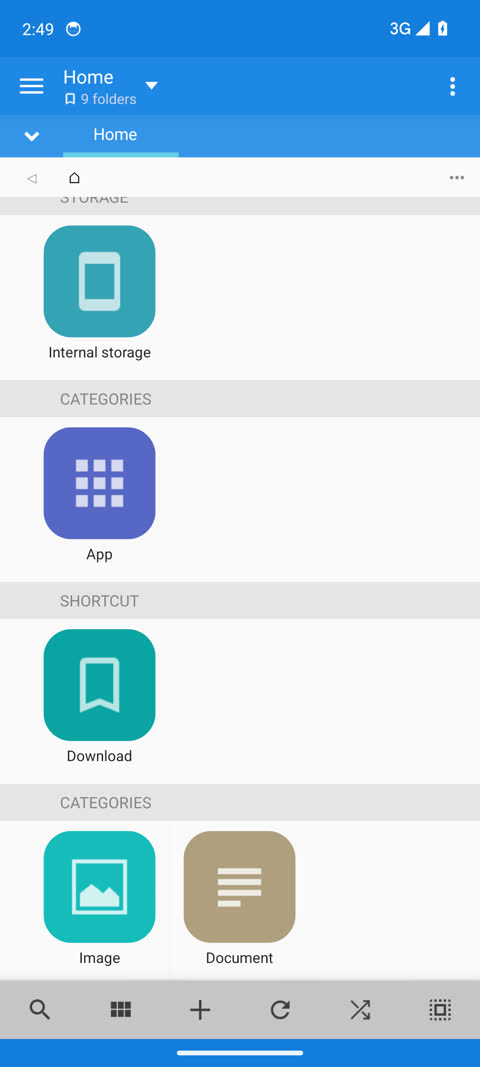 2:49
3G
Home
9 folders
Home
STORAGE
Internal storage
CATEGORIES
App
SHORTCUT
Download
CATEGORIES
Image
Document